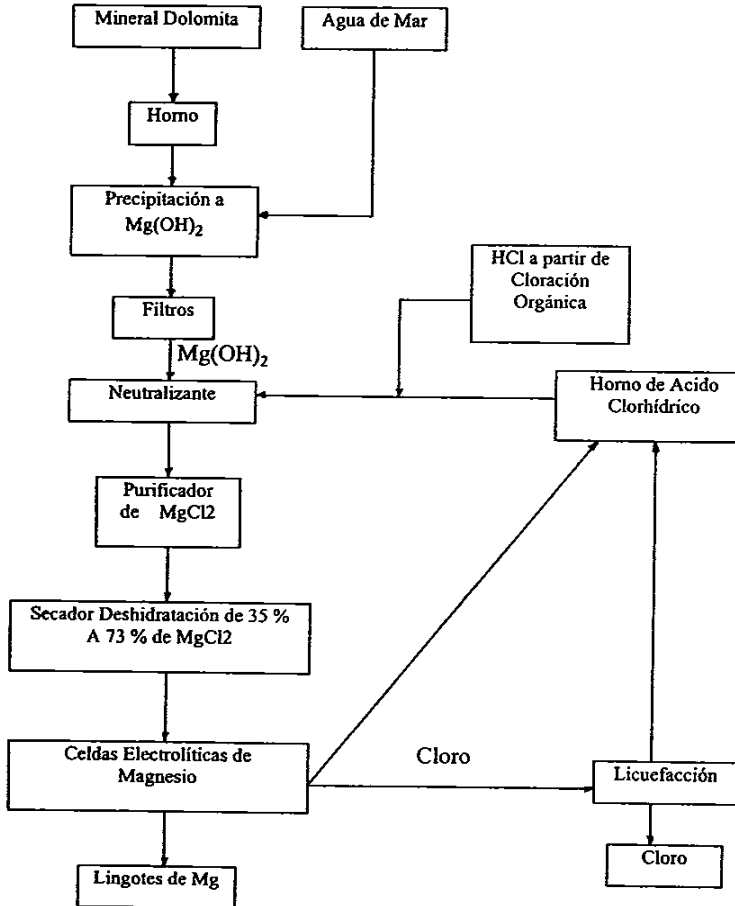 Mineral Dolomita
Agua de Mar
Horno
Precipitación a
Mg(OH)₂
HCl a partir de
Cloración
Orgánica
Filtros
Mg(OH)₂
Neutralizante
Horno de Acido
Clorhídrico
Purificador
de MgCl2
Secador Deshidratación de 35 %
A 73 % de MgCl2
Celdas Electrolíticas de
Magnesio
Cloro
Licuefacción
Cloro
Lingotes de Mg